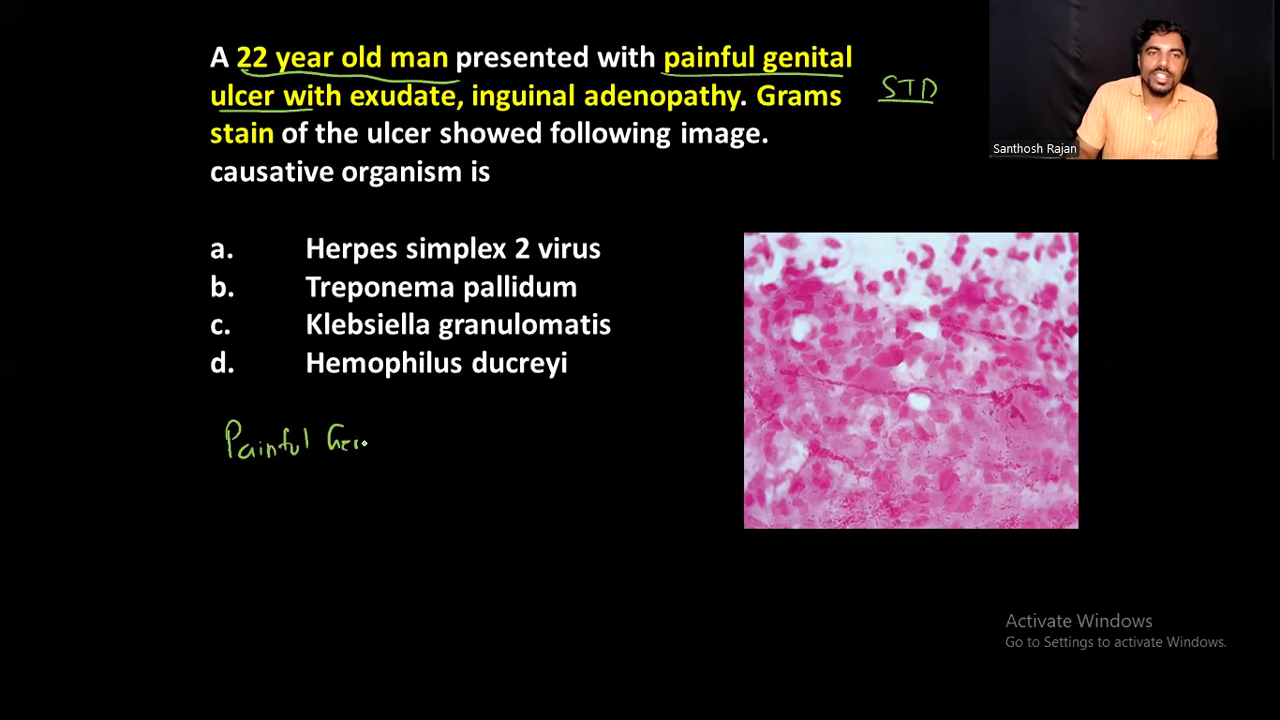 A 22 year old man presented with painful genital
ulcer with exudate, inguinal adenopathy. Grams
stain of the ulcer showed following image.
causative organism is
STD
Santhosh Rajan
a. Herpes simplex 2 virus
b. Treponema pallidum
c. Klebsiella granulomatis
d. Hemophilus ducreyi
Painful Gen
Activate Windows
Go to Settings to activate Windows.